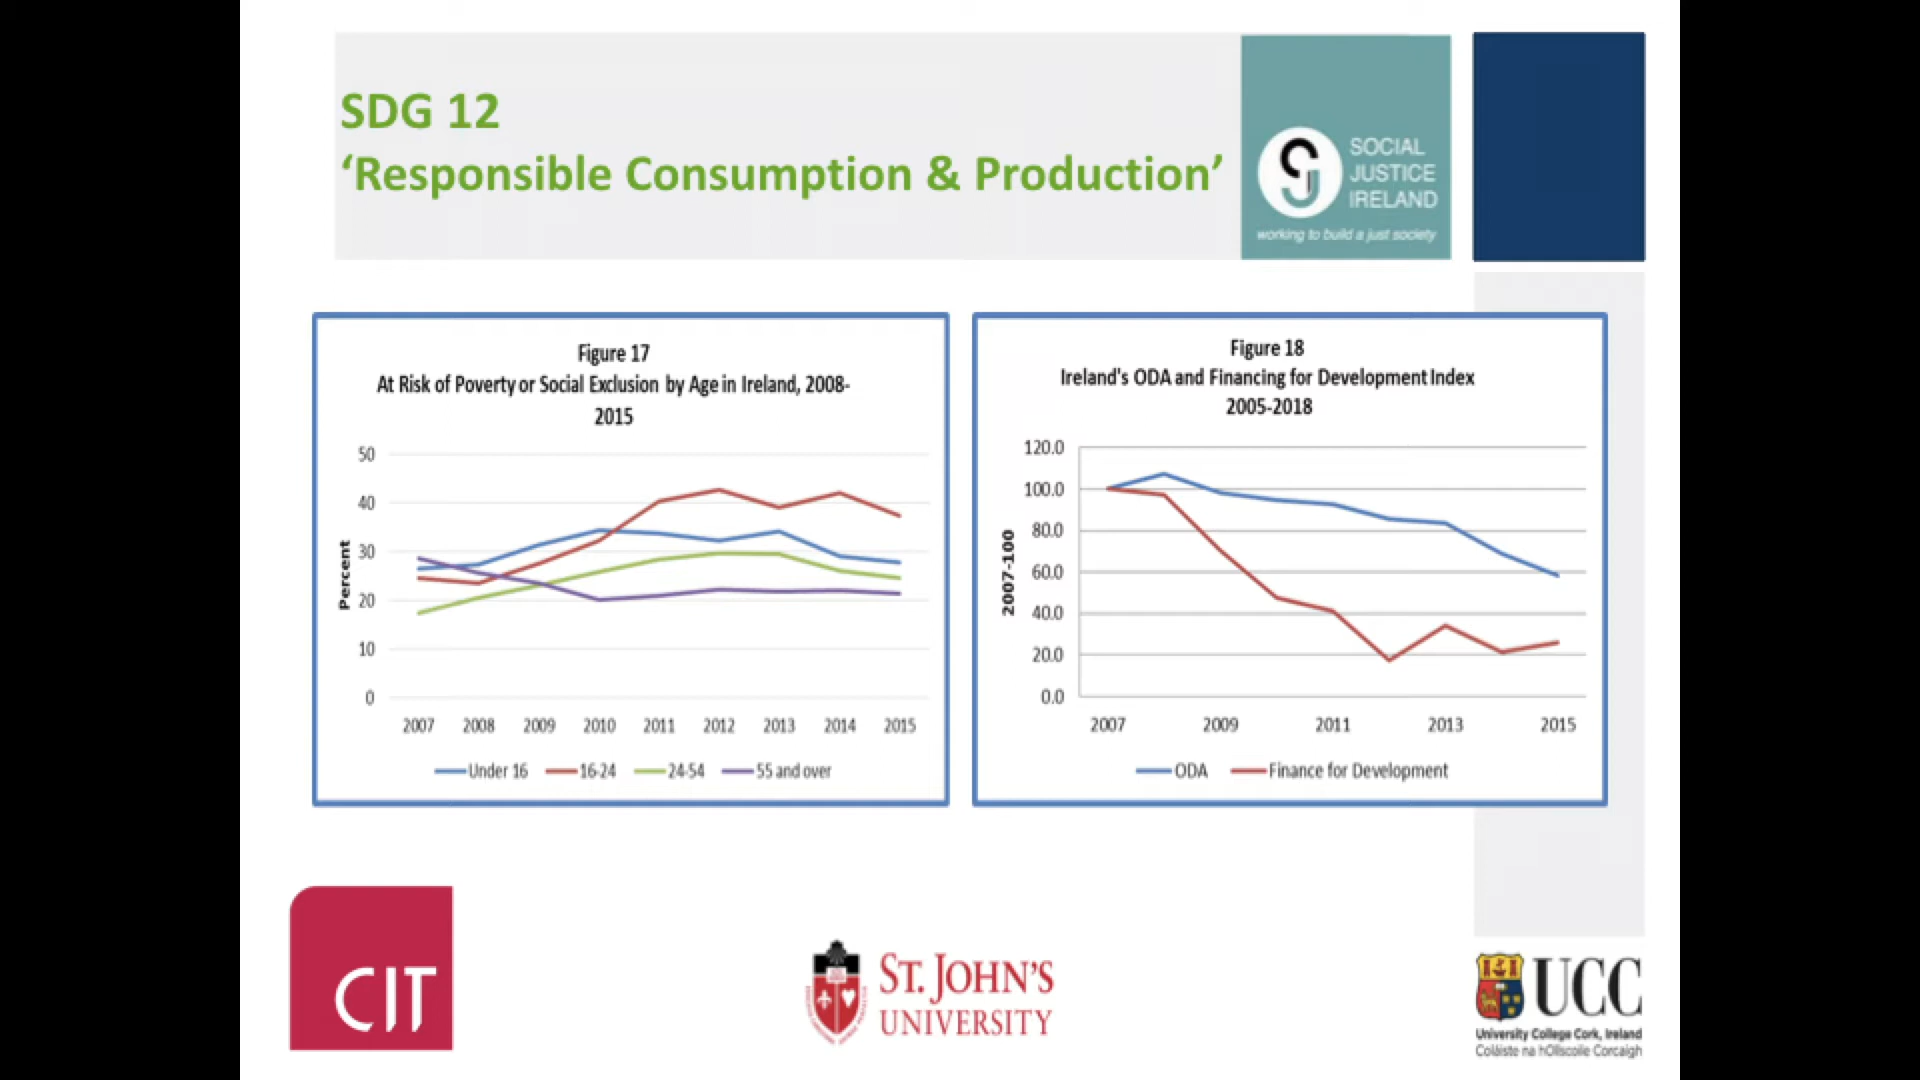 SDG 12
‘Responsible Consumption & Production’
SOCIAL
JUSTICE
IRELAND
working to build a just society
Figure 17
At Risk of Poverty or Social Exclusion by Age in Ireland, 2008-
2015
50
40
30
20
10
0
Percent
2007 2008 2009 2010 2011 2012 2013 2014 2015
Under 16 16-24 24-54 55 and over
Figure 18
Ireland's ODA and Financing for Development Index
2005-2018
120.0
100.0
80.0
60.0
40.0
20.0
0.0
2007-100
2007 2009 2011 2013 2015
ODA Finance for Development
CIT
ST. JOHN'S
UNIVERSITY
UCC
University College Cork, Ireland
Coláiste na hOllscoile Corcaigh